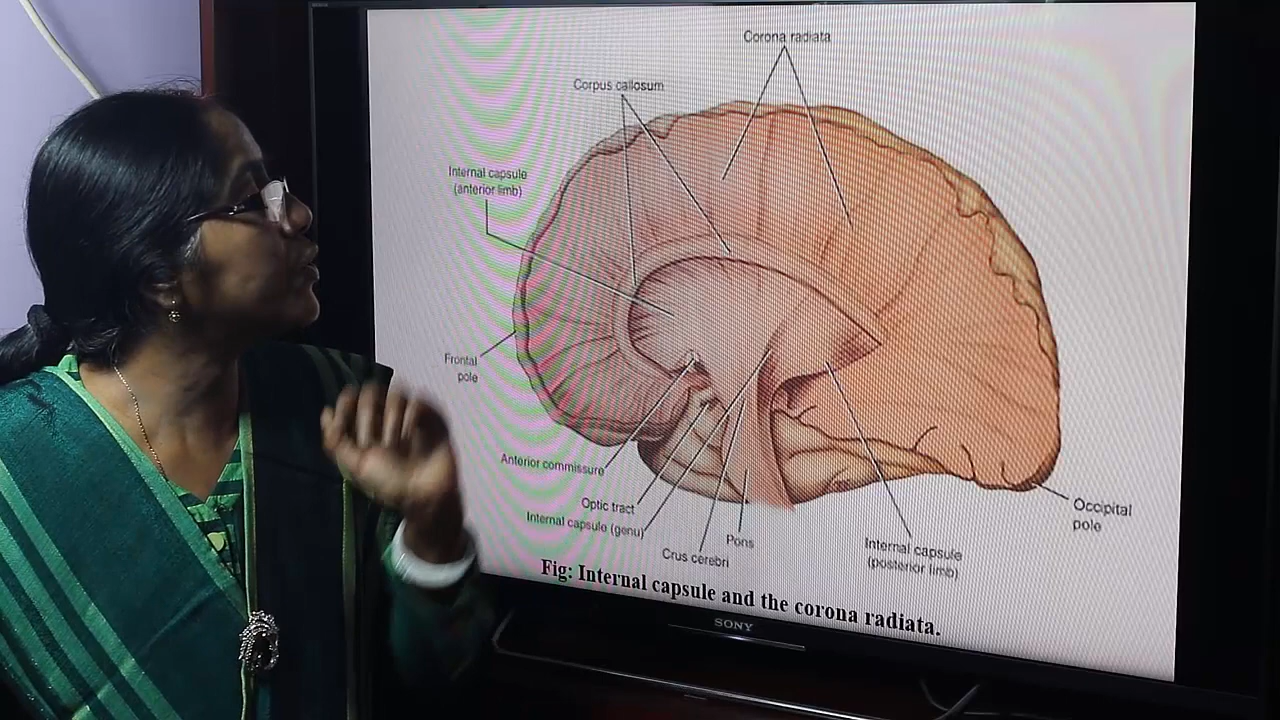 Corona radiata
Corpus callosum
Internal capsule
(anterior limb)
Frontal
pole
Anterior commissure
Optic tract
Internal capsule (genu)
Crus cerebri
Pons
Internal capsule
(posterior limb)
Occipital
pole
Fig: Internal capsule and the corona radiata.
SONY